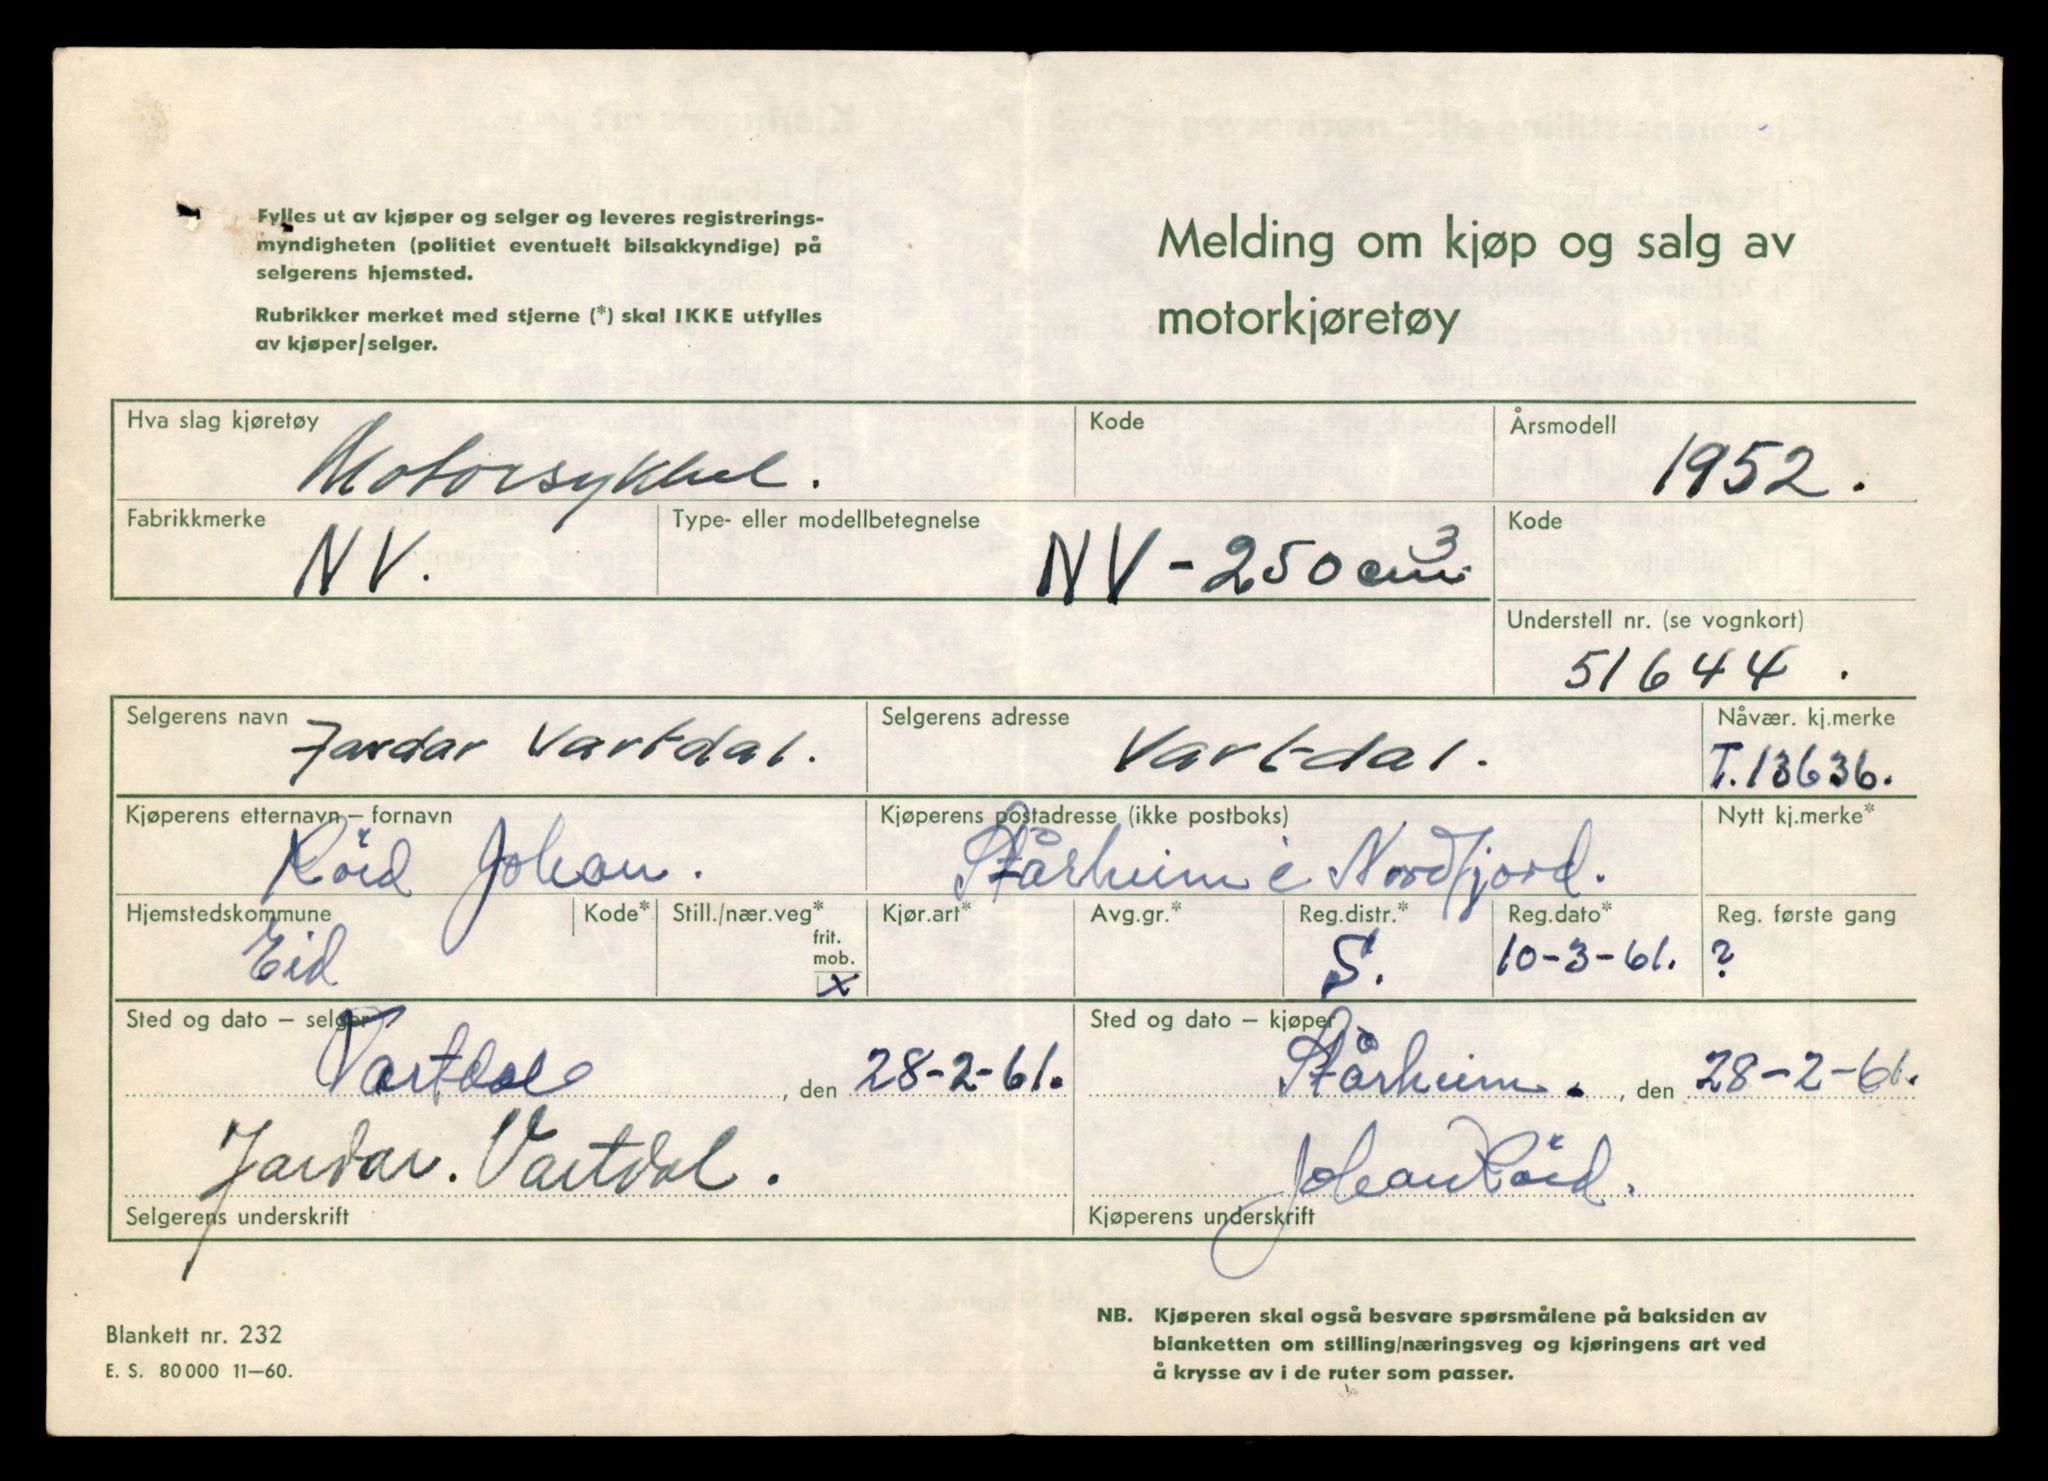 Fylles ut av kjøper og selger og leveres registrerings-
myndigheten (politiet eventuelt bilsakkyndige) på
selgerens hjemsted.
Rubrikker merket med stjerne (*) skal IKKE utfylles
av kjøper/selger.
Melding om kjøp og salg av
motorkjøretøy
Hva slag kjøretøy
Motorsykkel.
Kode
Årsmodell
1952.
Fabrikkmerke
NV.
Type- eller modellbetegnelse
NV-250cm³.
Kode
Understell nr. (se vognkort)
51644.
Selgerens navn
Jardar Vartdal.
Selgerens adresse
Vartdal.
Nåvær. kj.merke
T.13636.
Kjøperens etternavn – fornavn
Johan.
Kjøperens postadresse (ikke postboks)
Stårheim i Nordfjord.
Nytt kj.merke*
Hjemstedskommune
Eid
Kode*
Still./nær.veg*
frit.
mob.
x
Kjør.art*
Avg.gr.*
Reg.distr.*
S.
Reg.dato*
10-3-61.
Reg. første gang
?
Sted og dato – selger
Vartdal, den 28-2-61.
Sted og dato – kjøper
Stårheim., den 28-2-61.
Jardar. Vartdal.
Selgerens underskrift
Johan
Kjøperens underskrift
Blankett nr. 232
E. S. 80000 11–60.
NB. Kjøperen skal også besvare spørsmålene på baksiden av
blanketten om stilling/næringsveg og kjøringens art ved
å krysse av i de ruter som passer.